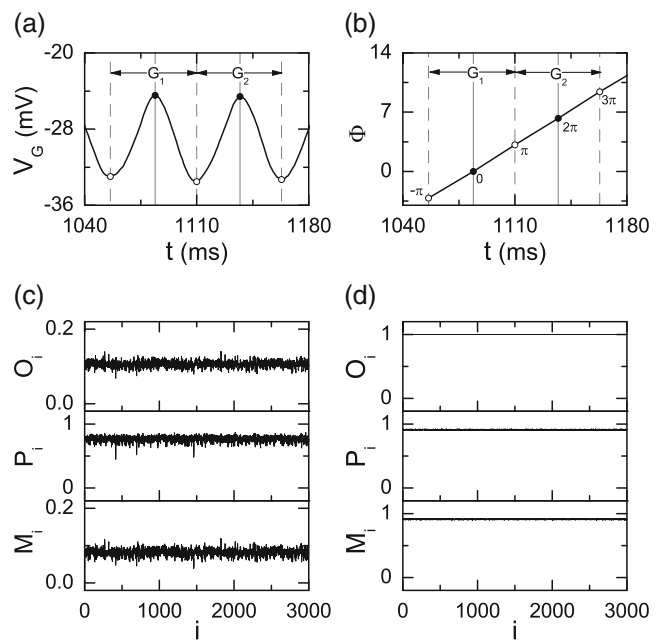 (a)
(b)
-20
-28
-36
V_G (mV)
G_1
G_2
1040
1110
1180
t (ms)
14
7
0
Φ
G_1
G_2
-π
0
π
2π
3π
1040
1110
1180
t (ms)
(c)
(d)
0.2
0.0
O_i
1
0
P_i
0.2
0.0
M_i
0
1000
2000
3000
i
1
0
O_i
1
0
P_i
1
0
M_i
0
1000
2000
3000
i